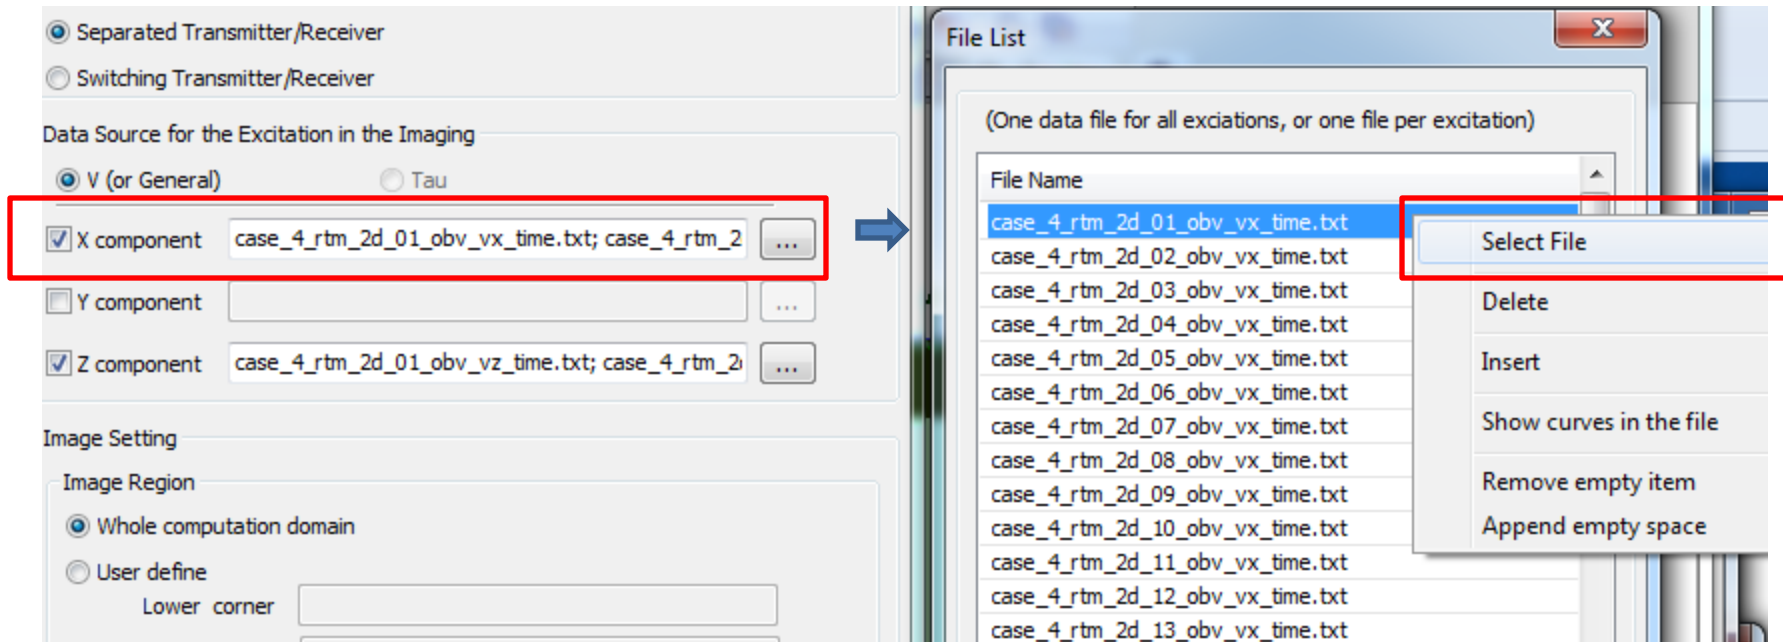 Separated Transmitter/Receiver
Switching Transmitter/Receiver
Data Source for the Excitation in the Imaging
V (or General)
Tau
X component
case_4_rtm_2d_01_obv_vx_time.txt; case_4_rtm_2
...
Y component
...
Z component
case_4_rtm_2d_01_obv_vz_time.txt; case_4_rtm_2
...
Image Setting
Image Region
Whole computation domain
User define
Lower corner
File List
(One data file for all exciations, or one file per excitation)
File Name
case_4_rtm_2d_01_obv_vx_time.txt
case_4_rtm_2d_02_obv_vx_time.txt
case_4_rtm_2d_03_obv_vx_time.txt
case_4_rtm_2d_04_obv_vx_time.txt
case_4_rtm_2d_05_obv_vx_time.txt
case_4_rtm_2d_06_obv_vx_time.txt
case_4_rtm_2d_07_obv_vx_time.txt
case_4_rtm_2d_08_obv_vx_time.txt
case_4_rtm_2d_09_obv_vx_time.txt
case_4_rtm_2d_10_obv_vx_time.txt
case_4_rtm_2d_11_obv_vx_time.txt
case_4_rtm_2d_12_obv_vx_time.txt
case_4_rtm_2d_13_obv_vx_time.txt
Select File
Delete
Insert
Show curves in the file
Remove empty item
Append empty space